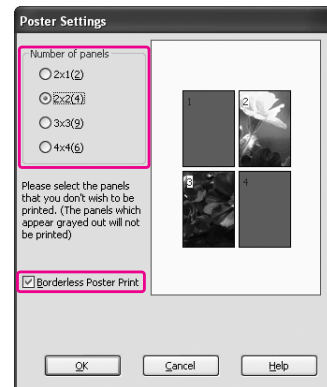 Poster Settings
Number of panels
2x1(2)
2x2(4)
3x3(9)
4x4(6)
1
2
3
4
Please select the panels
that you don't wish to be
printed. (The panels which
appear grayed out will not
be printed)
Borderless Poster Print
OK
Cancel
Help